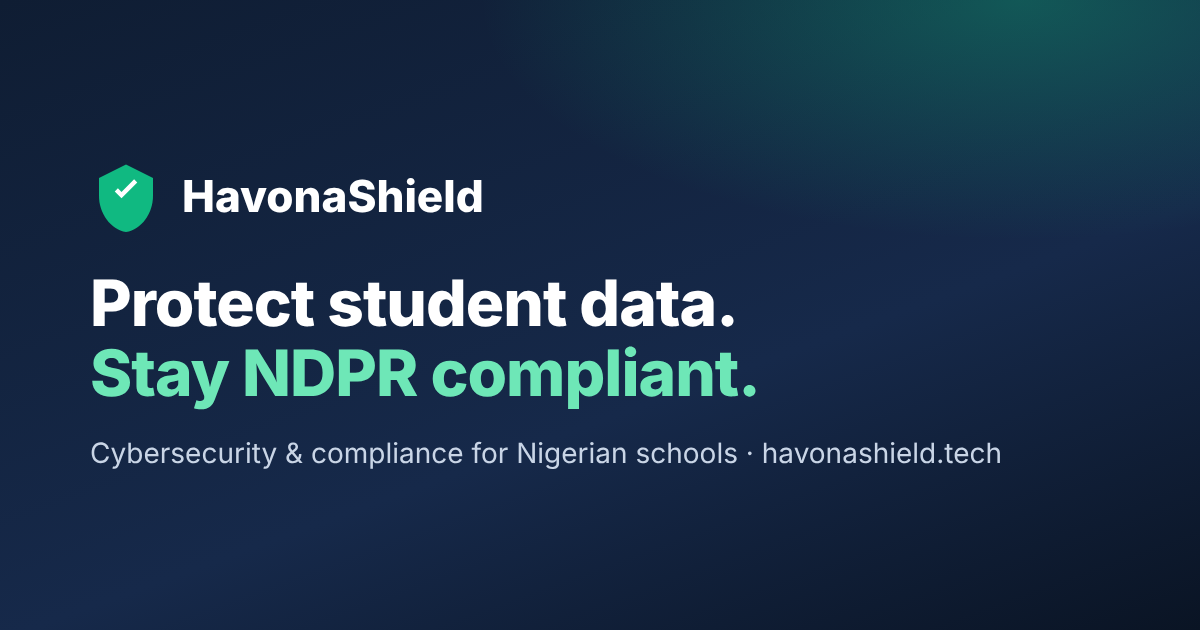 HavonaShield
Protect student data.
Stay NDPR compliant.
Cybersecurity & compliance for Nigerian schools · havonashield.tech